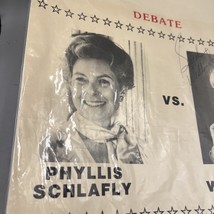 DEBATE
VS.
PHYLLIS
SCHLAFLY